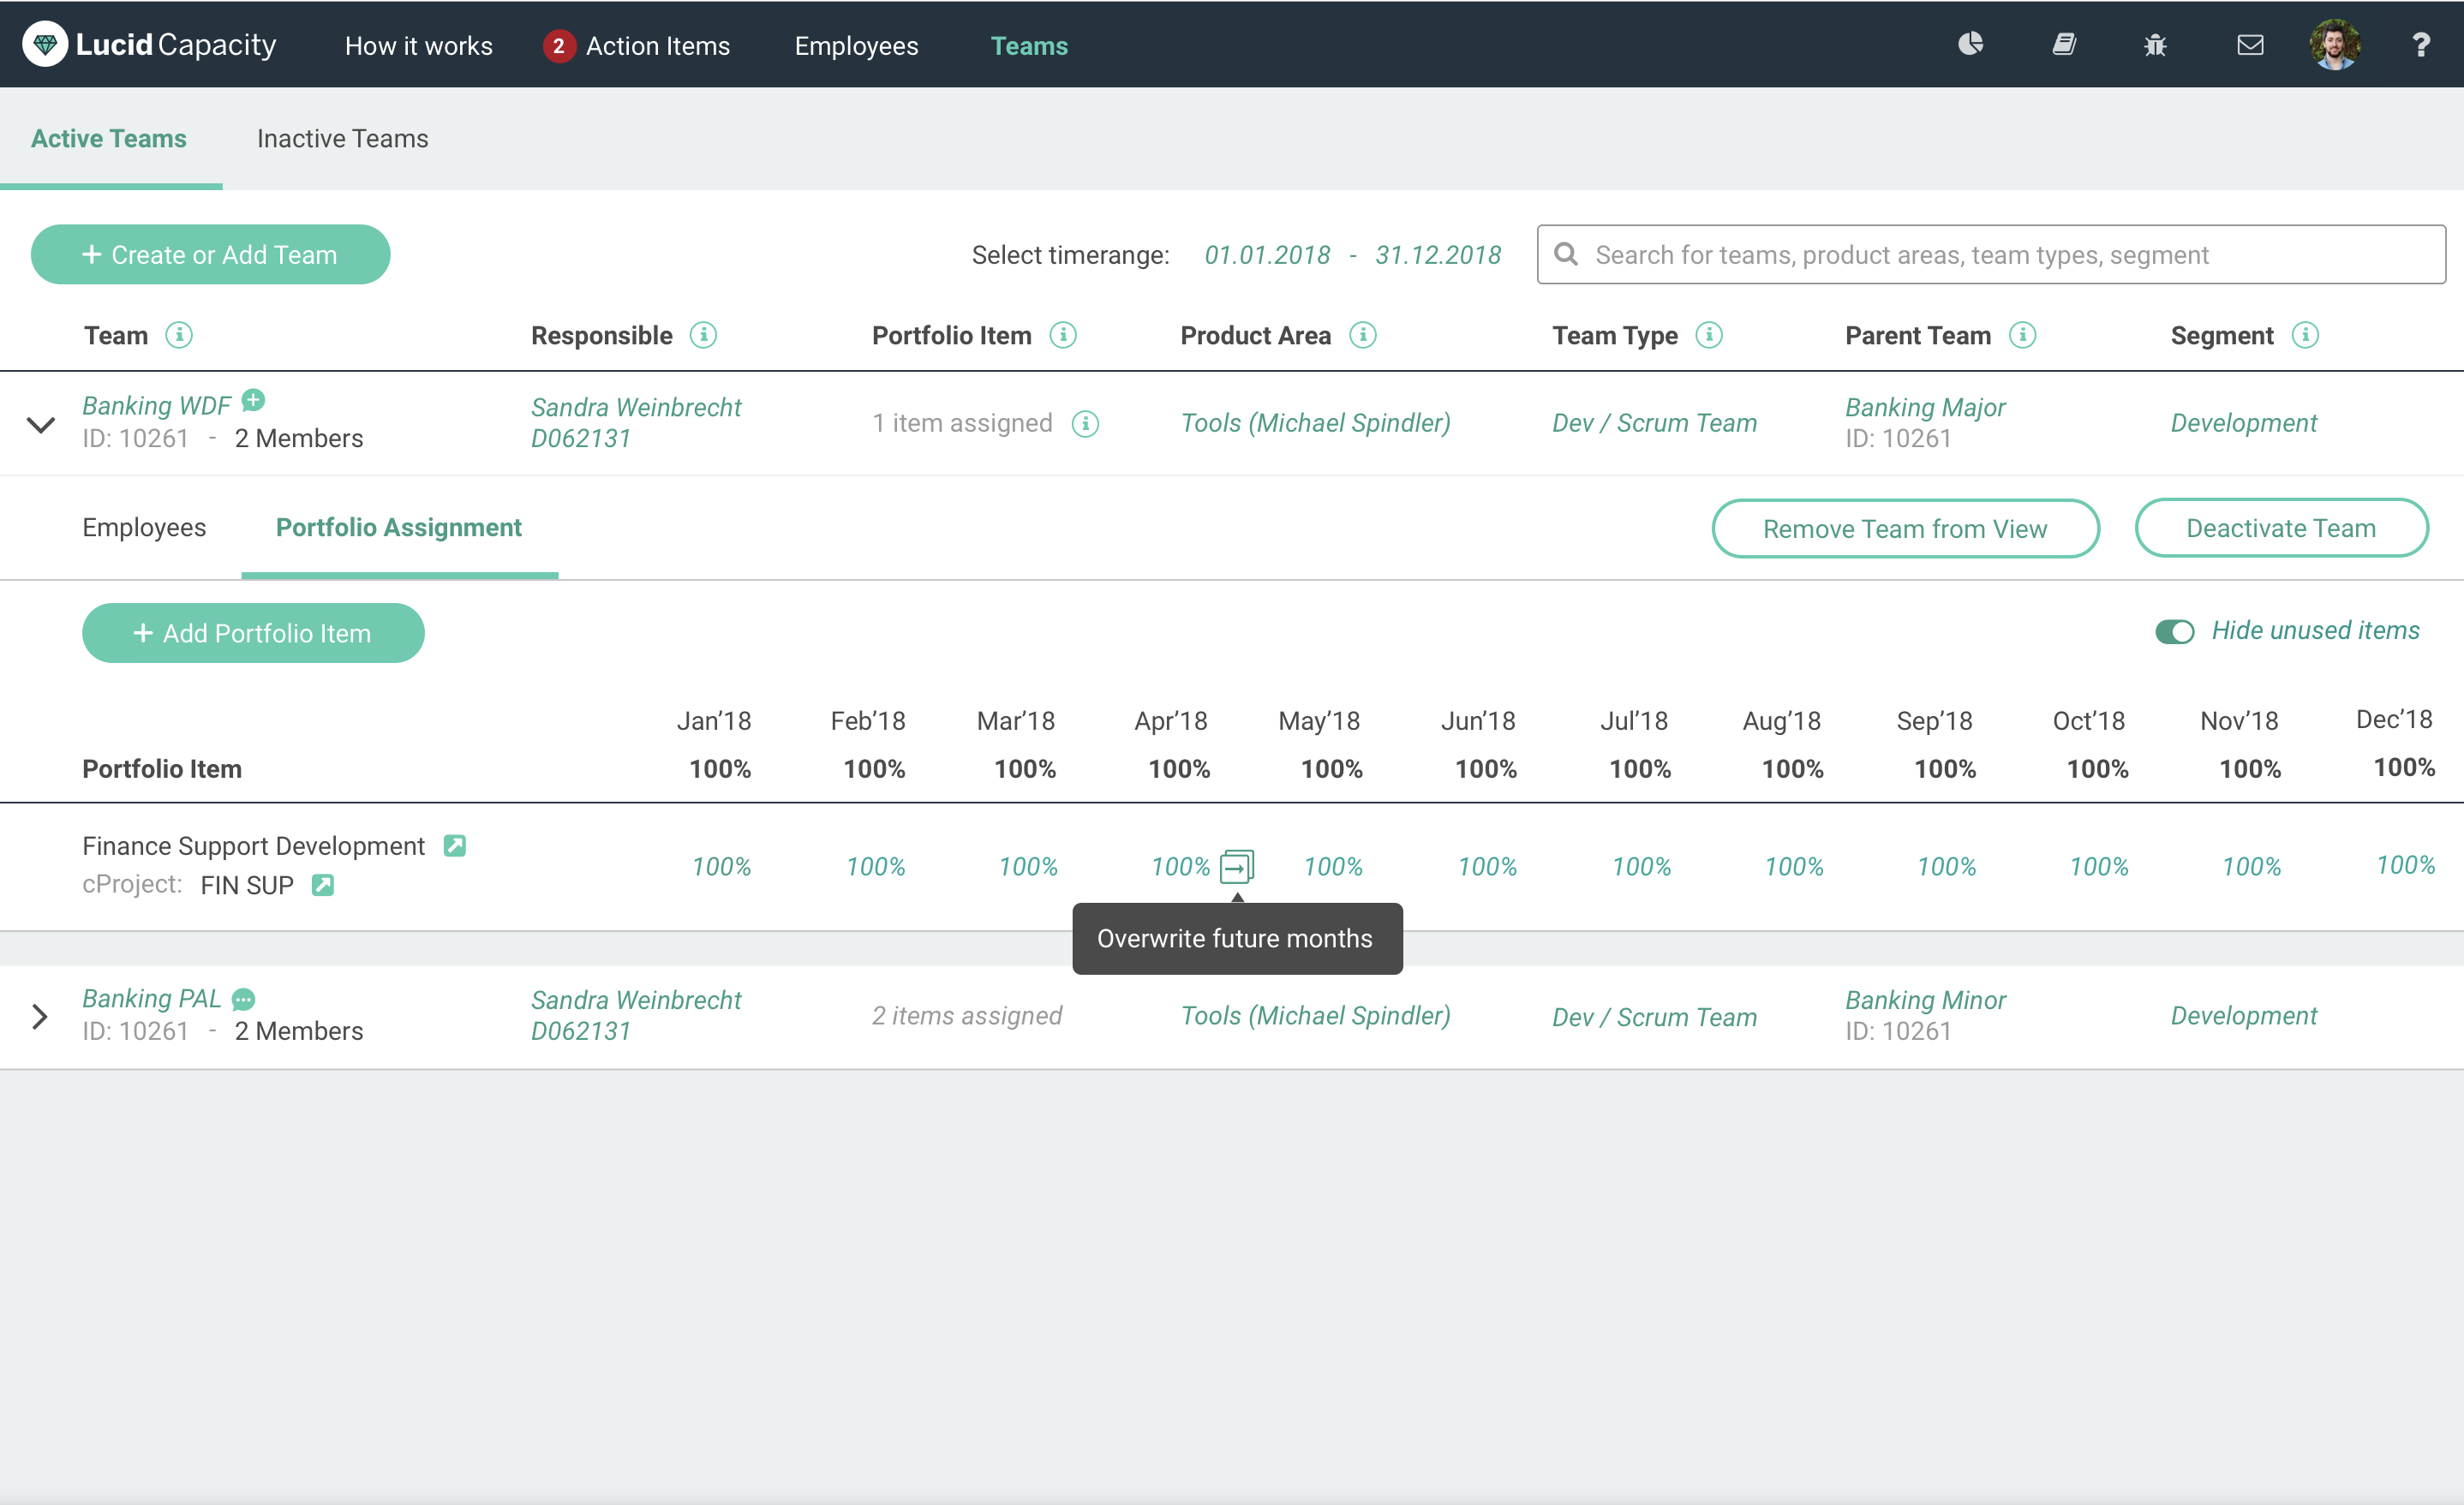 Lucid Capacity How it works 2 Action Items Employees Teams ?
Active Teams Inactive Teams
+ Create or Add Team Select timerange: 01.01.2018 - 31.12.2018 Search for teams, product areas, team types, segment
Team Responsible Portfolio Item Product Area Team Type Parent Team Segment
Banking WDF Sandra Weinbrecht 1 item assigned Tools (Michael Spindler) Dev / Scrum Team Banking Major Development
ID: 10261 - 2 Members D062131 ID: 10261
Employees Portfolio Assignment Remove Team from View Deactivate Team
+ Add Portfolio Item Hide unused items
Jan’18 Feb’18 Mar’18 Apr’18 May’18 Jun’18 Jul’18 Aug’18 Sep’18 Oct’18 Nov’18 Dec’18
Portfolio Item 100% 100% 100% 100% 100% 100% 100% 100% 100% 100% 100% 100%
Finance Support Development 100% 100% 100% 100% 100% 100% 100% 100% 100% 100% 100% 100%
cProject: FIN SUP
Overwrite future months
Banking PAL Sandra Weinbrecht 2 items assigned Tools (Michael Spindler) Dev / Scrum Team Banking Minor Development
ID: 10261 - 2 Members D062131 ID: 10261